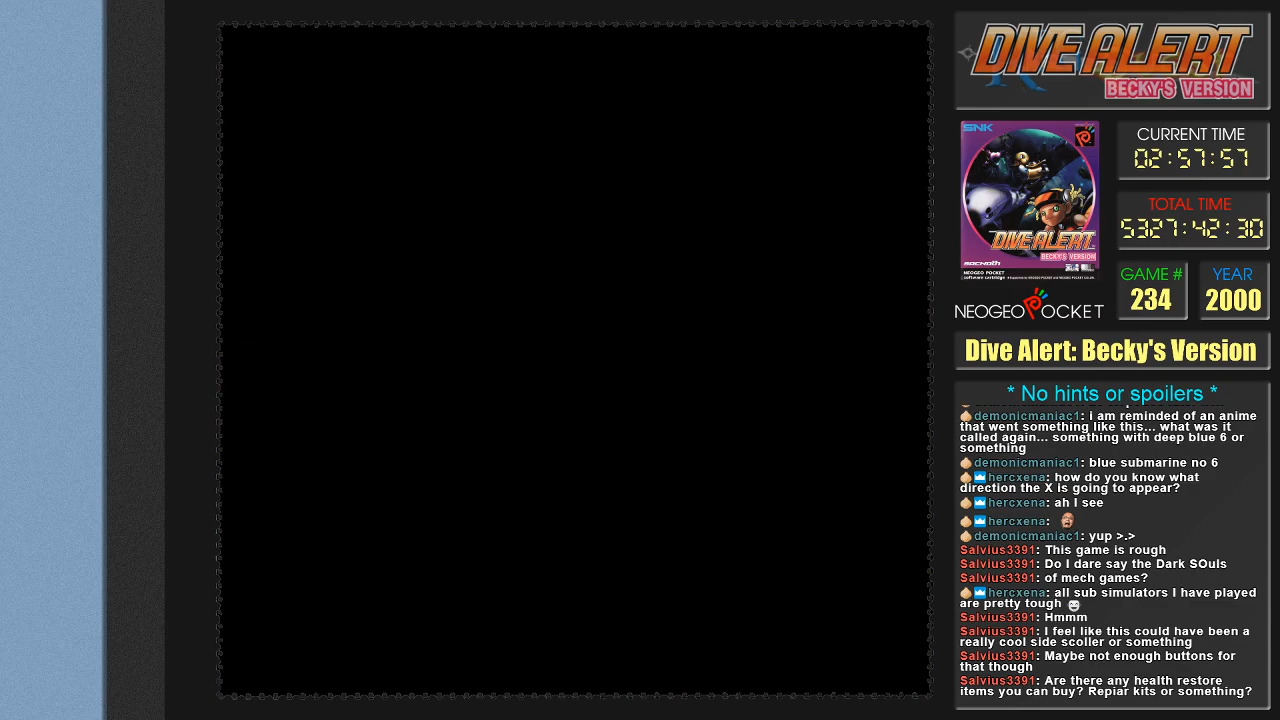 DIVE ALERT
BECKY'S VERSION
SNK
DIVE ALERT
BECKY'S VERSION
SACNOTH
NEOGEO POCKET
software cartridge
NEOGEO POCKET
CURRENT TIME
02:57:57
TOTAL TIME
5327:42:30
GAME #
234
YEAR
2000
Dive Alert: Becky's Version
* No hints or spoilers *
demonicmaniac1: i am reminded of an anime
that went something like this... what was it
called again... something with deep blue 6 or
something
demonicmaniac1: blue submarine no 6
hercxena: how do you know what
direction the X is going to appear?
hercxena: ah I see
hercxena:
demonicmaniac1: yup >.>
Salvius3391: This game is rough
Salvius3391: Do I dare say the Dark SOuls
Salvius3391: of mech games?
hercxena: all sub simulators I have played
are pretty tough
Salvius3391: Hmmm
Salvius3391: I feel like this could have been a
really cool side scoller or something
Salvius3391: Maybe not enough buttons for
that though
Salvius3391: Are there any health restore
items you can buy? Repiar kits or something?